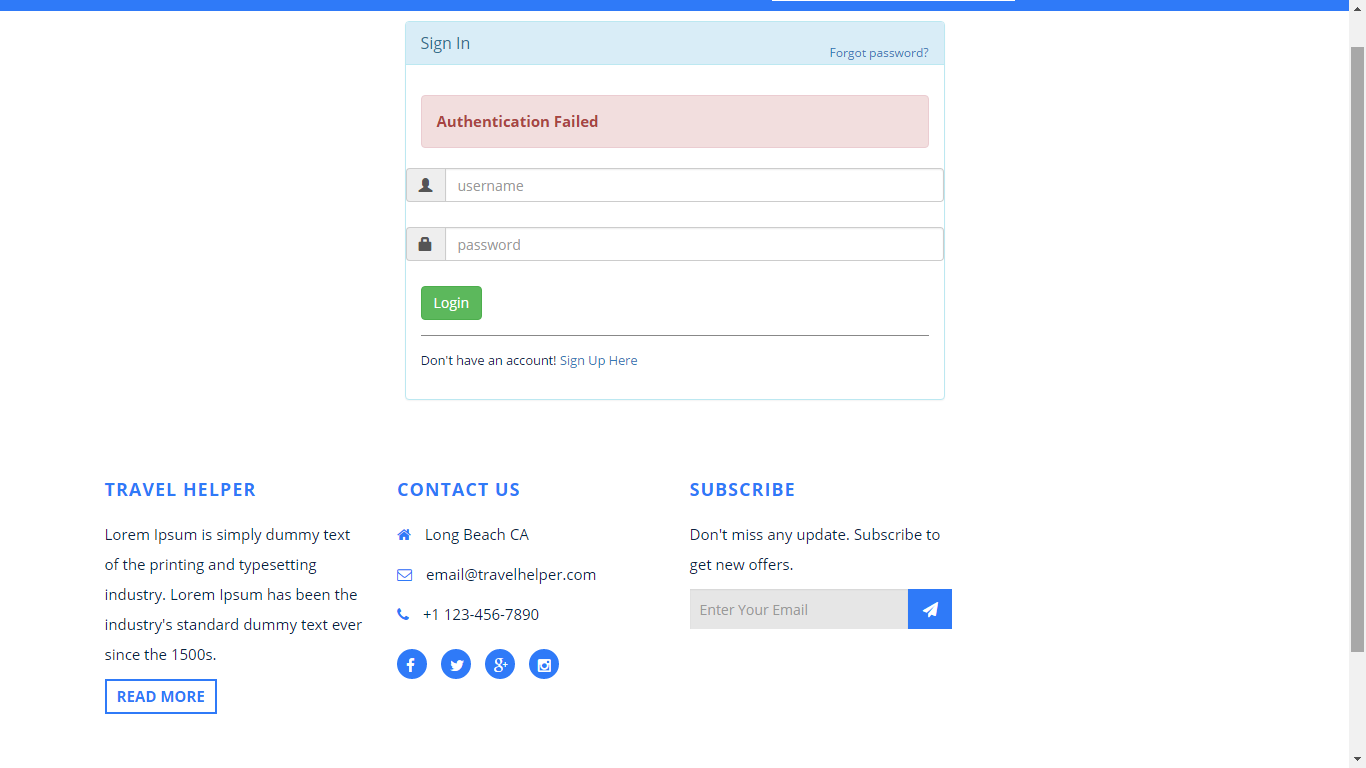 Sign In
Forgot password?
Authentication Failed
username
password
Login
Don't have an account! Sign Up Here
TRAVEL HELPER
Lorem Ipsum is simply dummy text
of the printing and typesetting
industry. Lorem Ipsum has been the
industry's standard dummy text ever
since the 1500s.
READ MORE
CONTACT US
Long Beach CA
email@travelhelper.com
+1 123-456-7890
SUBSCRIBE
Don't miss any update. Subscribe to
get new offers.
Enter Your Email